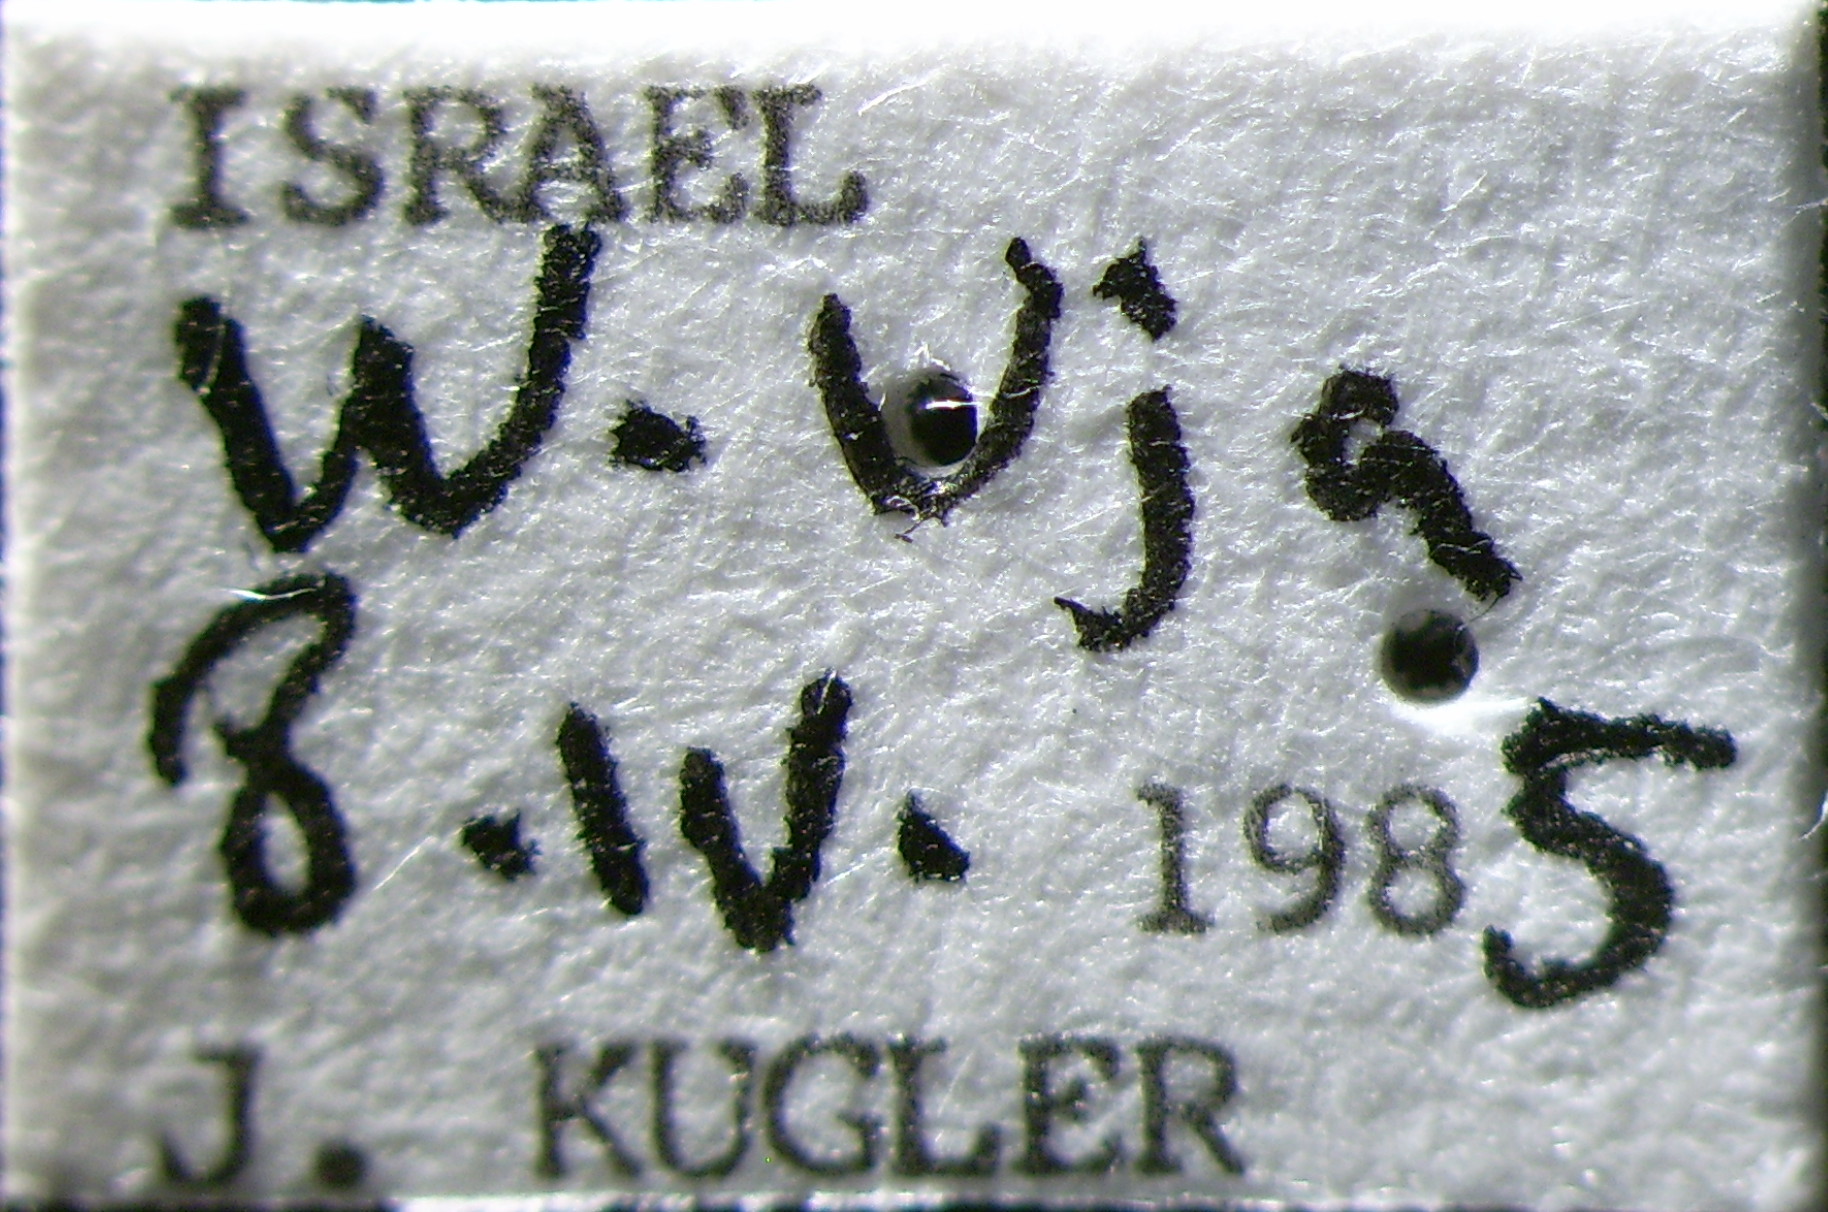 ISRAEL
W. Uja
8.IV. 1985
J. KUGLER